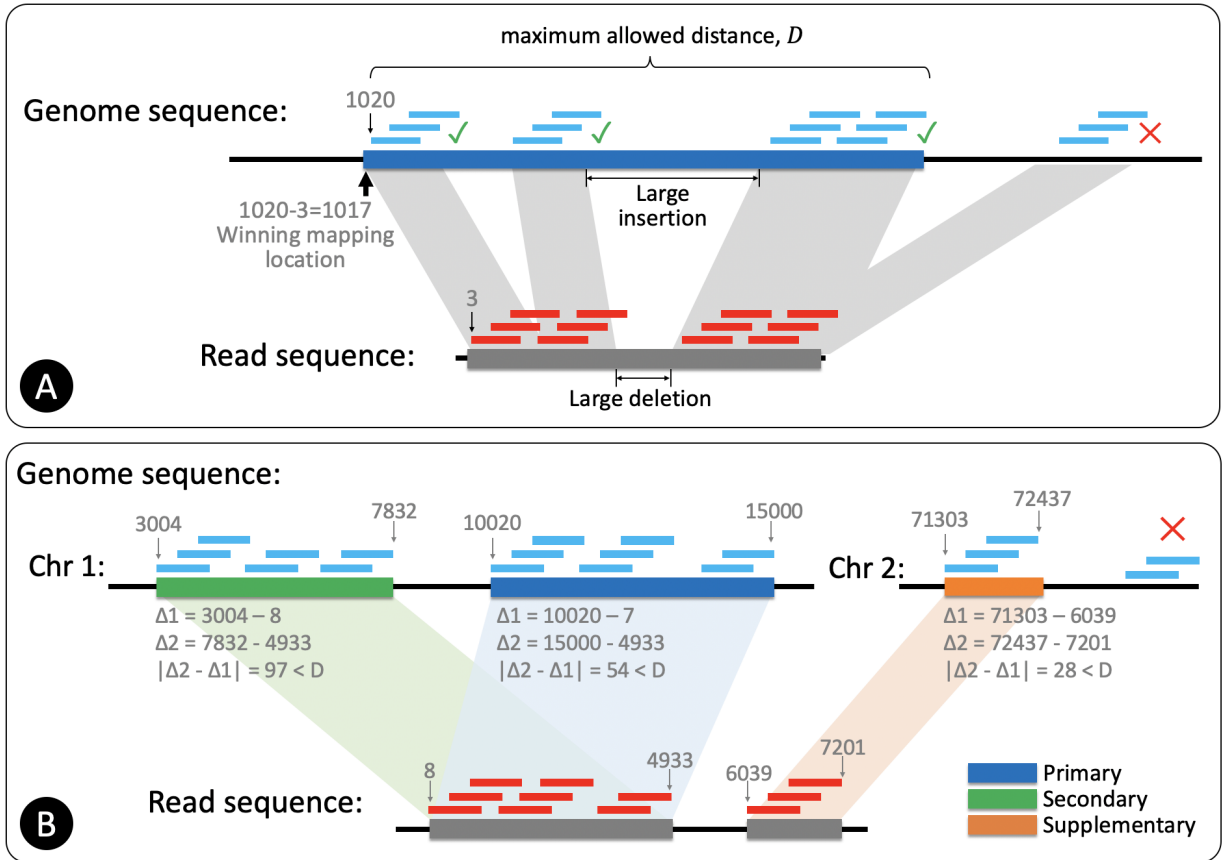 maximum allowed distance, D
Genome sequence:
1020
1020-3=1017
Winning mapping
location
Large
insertion
3
Read sequence:
Large deletion
A
Genome sequence:
3004
7832
10020
15000
71303
72437
Chr 1:
Chr 2:
Δ1 = 3004 – 8
Δ2 = 7832 - 4933
|Δ2 - Δ1| = 97 < D
Δ1 = 10020 – 7
Δ2 = 15000 - 4933
|Δ2 - Δ1| = 54 < D
Δ1 = 71303 – 6039
Δ2 = 72437 - 7201
|Δ2 - Δ1| = 28 < D
8
4933
6039
7201
Read sequence:
Primary
Secondary
Supplementary
B